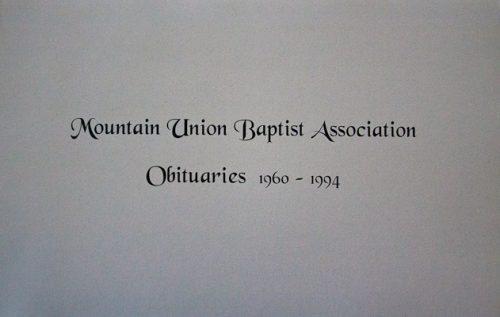 Mountain Union Baptist Association
Obituaries 1960 - 1994